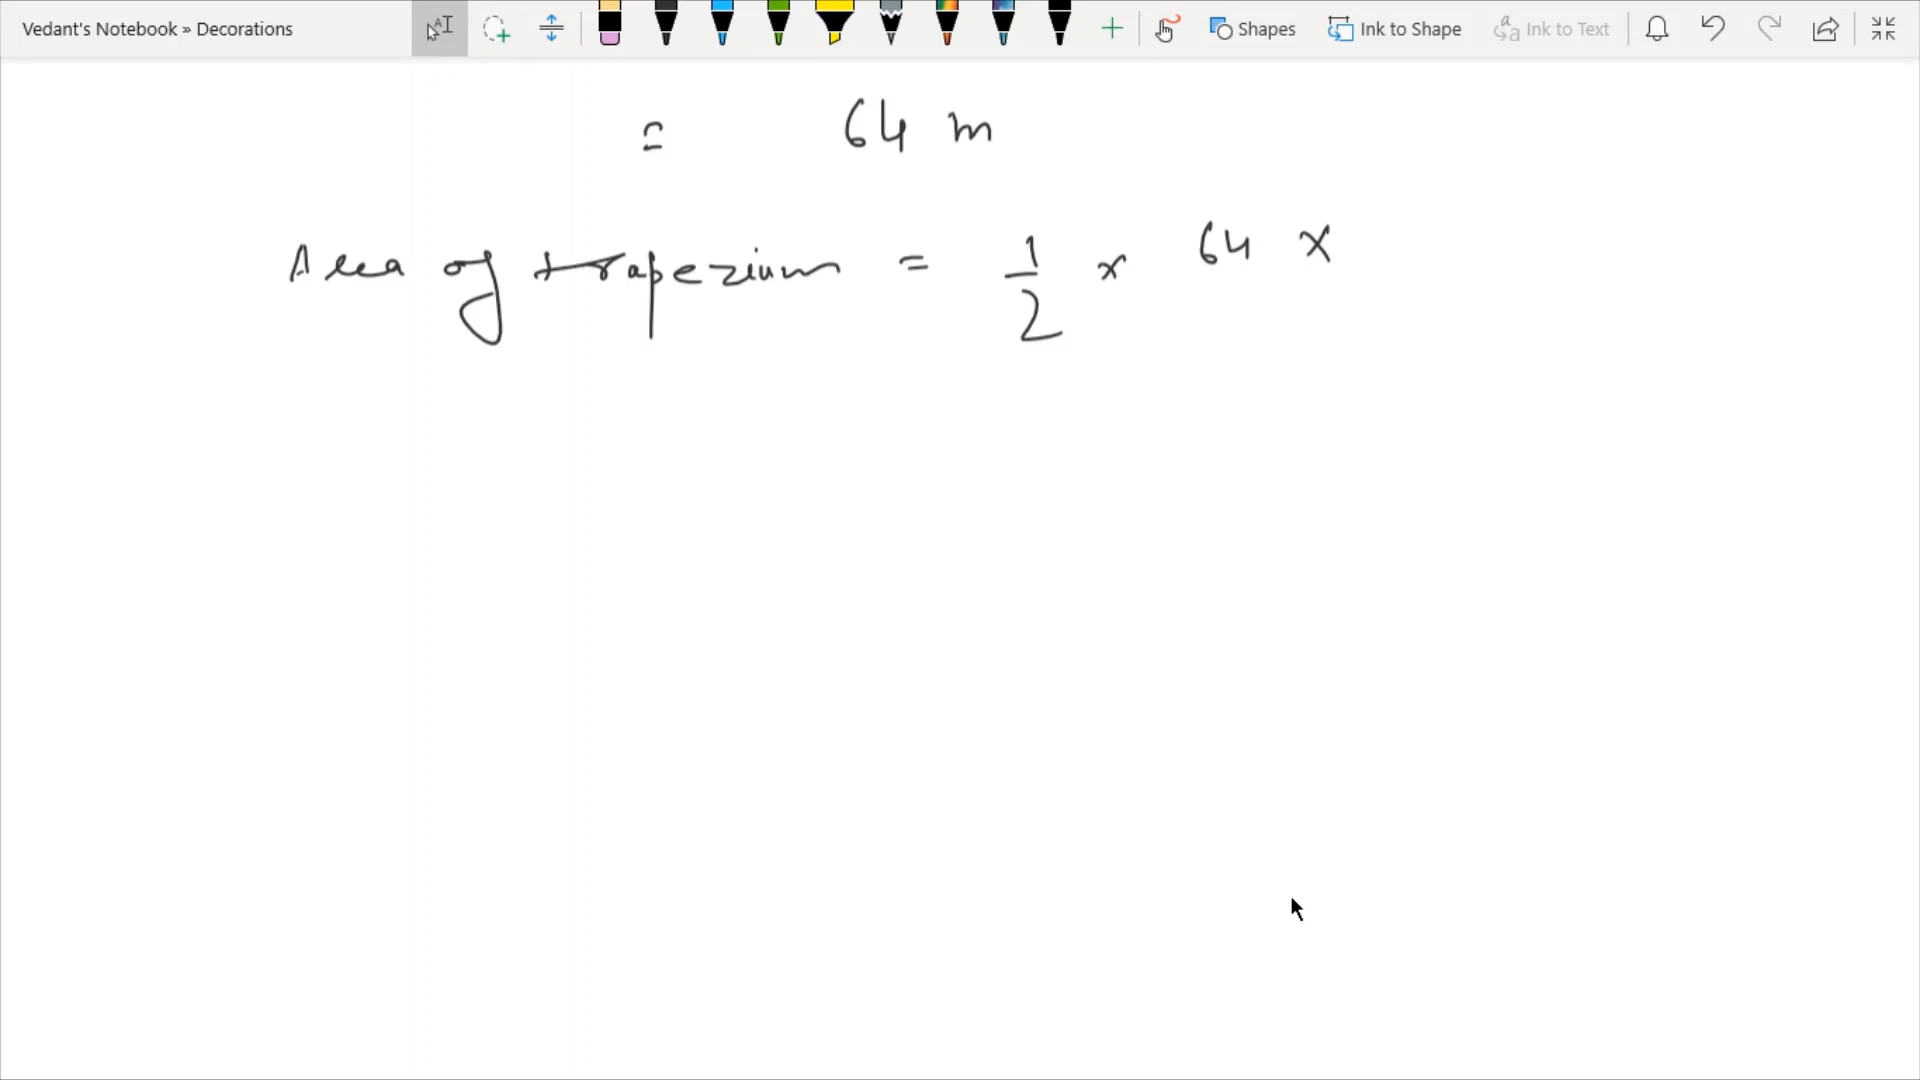 Vedant's Notebook » Decorations Shapes Ink to Shape Ink to Text
= 64 m
Area of trapezium = 1/2 × 64 ×